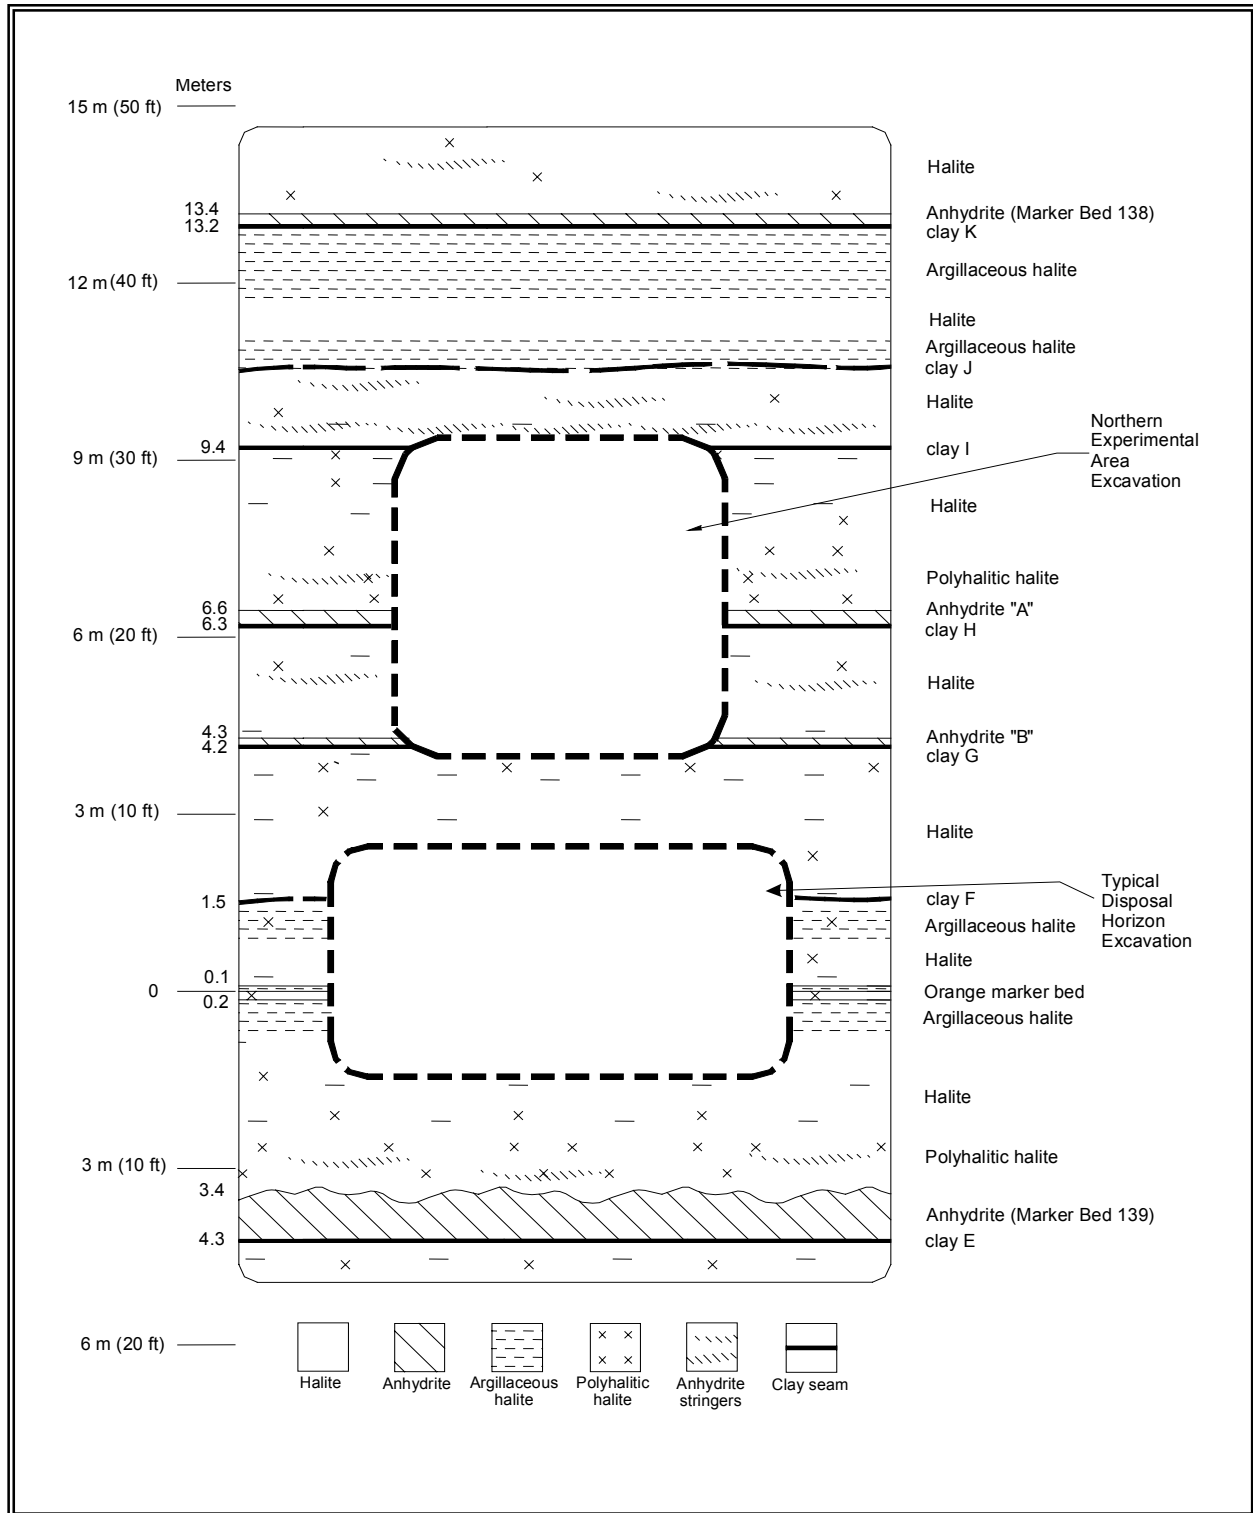 Meters
15 m (50 ft)
Halite
13.4
Anhydrite (Marker Bed 138)
13.2
clay K
Argillaceous halite
12 m (40 ft)
Halite
Argillaceous halite
clay J
Halite
Northern
Experimental
Area
Excavation
9.4
clay I
9 m (30 ft)
Halite
Polyhalitic halite
6.6
Anhydrite "A"
6.3
clay H
6 m (20 ft)
Halite
4.3
Anhydrite "B"
4.2
clay G
3 m (10 ft)
Halite
Typical
Disposal
Horizon
Excavation
1.5
clay F
Argillaceous halite
Halite
0.1
0
Orange marker bed
0.2
Argillaceous halite
Halite
Polyhalitic halite
3 m (10 ft)
3.4
Anhydrite (Marker Bed 139)
4.3
clay E
6 m (20 ft)
Halite
Anhydrite
Argillaceous
halite
Polyhalitic
halite
Anhydrite
stringers
Clay seam